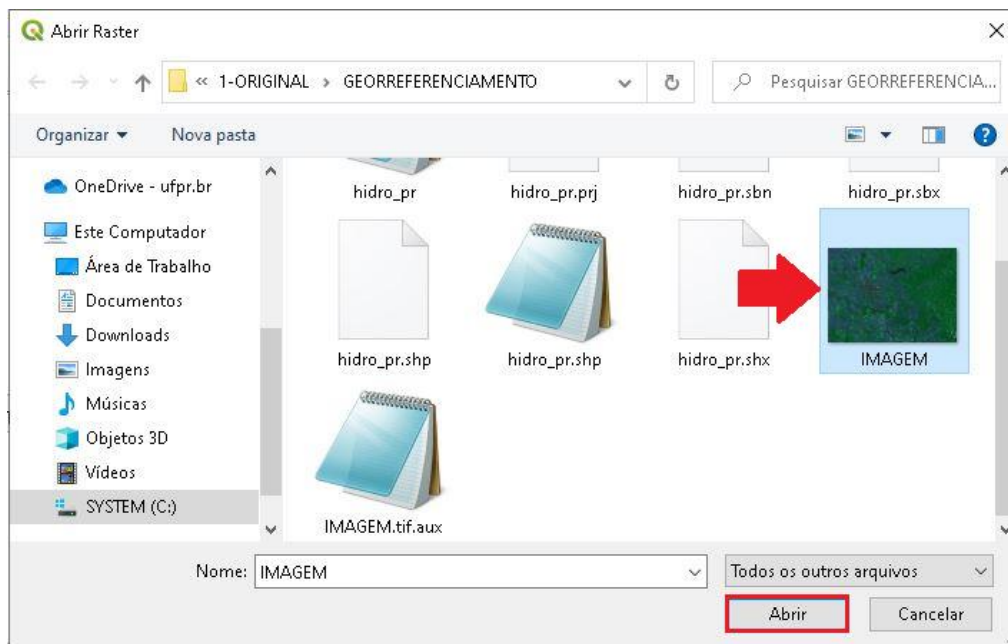 Abrir Raster
« 1-ORIGINAL › GEORREFERENCIAMENTO
Pesquisar GEORREFERENCIA...
Organizar
Nova pasta
OneDrive - ufpr.br
Este Computador
Área de Trabalho
Documentos
Downloads
Imagens
Músicas
Objetos 3D
Vídeos
SYSTEM (C:)
hidro_pr
hidro_pr.prj
hidro_pr.sbn
hidro_pr.sbx
hidro_pr.shp
hidro_pr.shp
hidro_pr.shx
IMAGEM
IMAGEM.tif.aux
Nome: IMAGEM
Todos os outros arquivos
Abrir
Cancelar